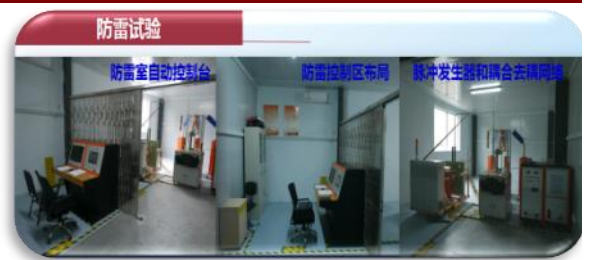 防雷试验
防雷室自动控制台
防雷控制区布局
脉冲发生器和耦合去耦网络